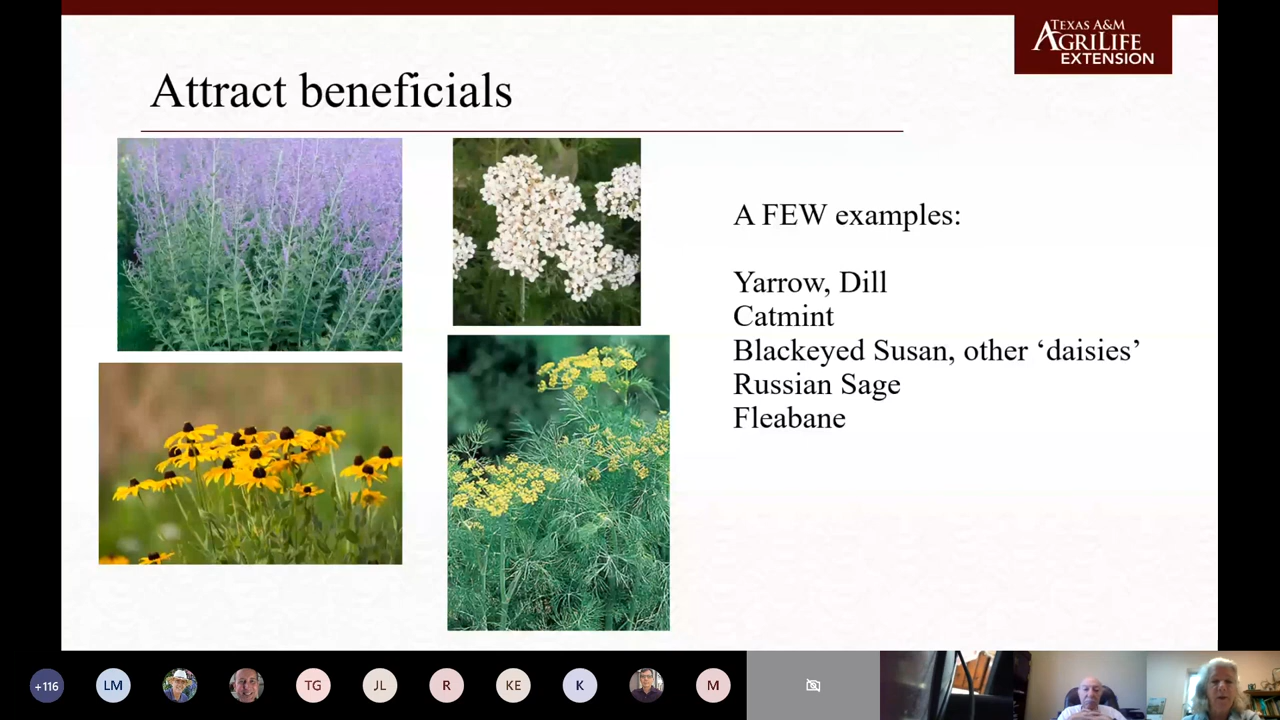 TEXAS A&M
AGRILIFE
EXTENSION
Attract beneficials
A FEW examples:
Yarrow, Dill
Catmint
Blackeyed Susan, other ‘daisies’
Russian Sage
Fleabane
+116
LM
TG
JL
R
KE
K
M